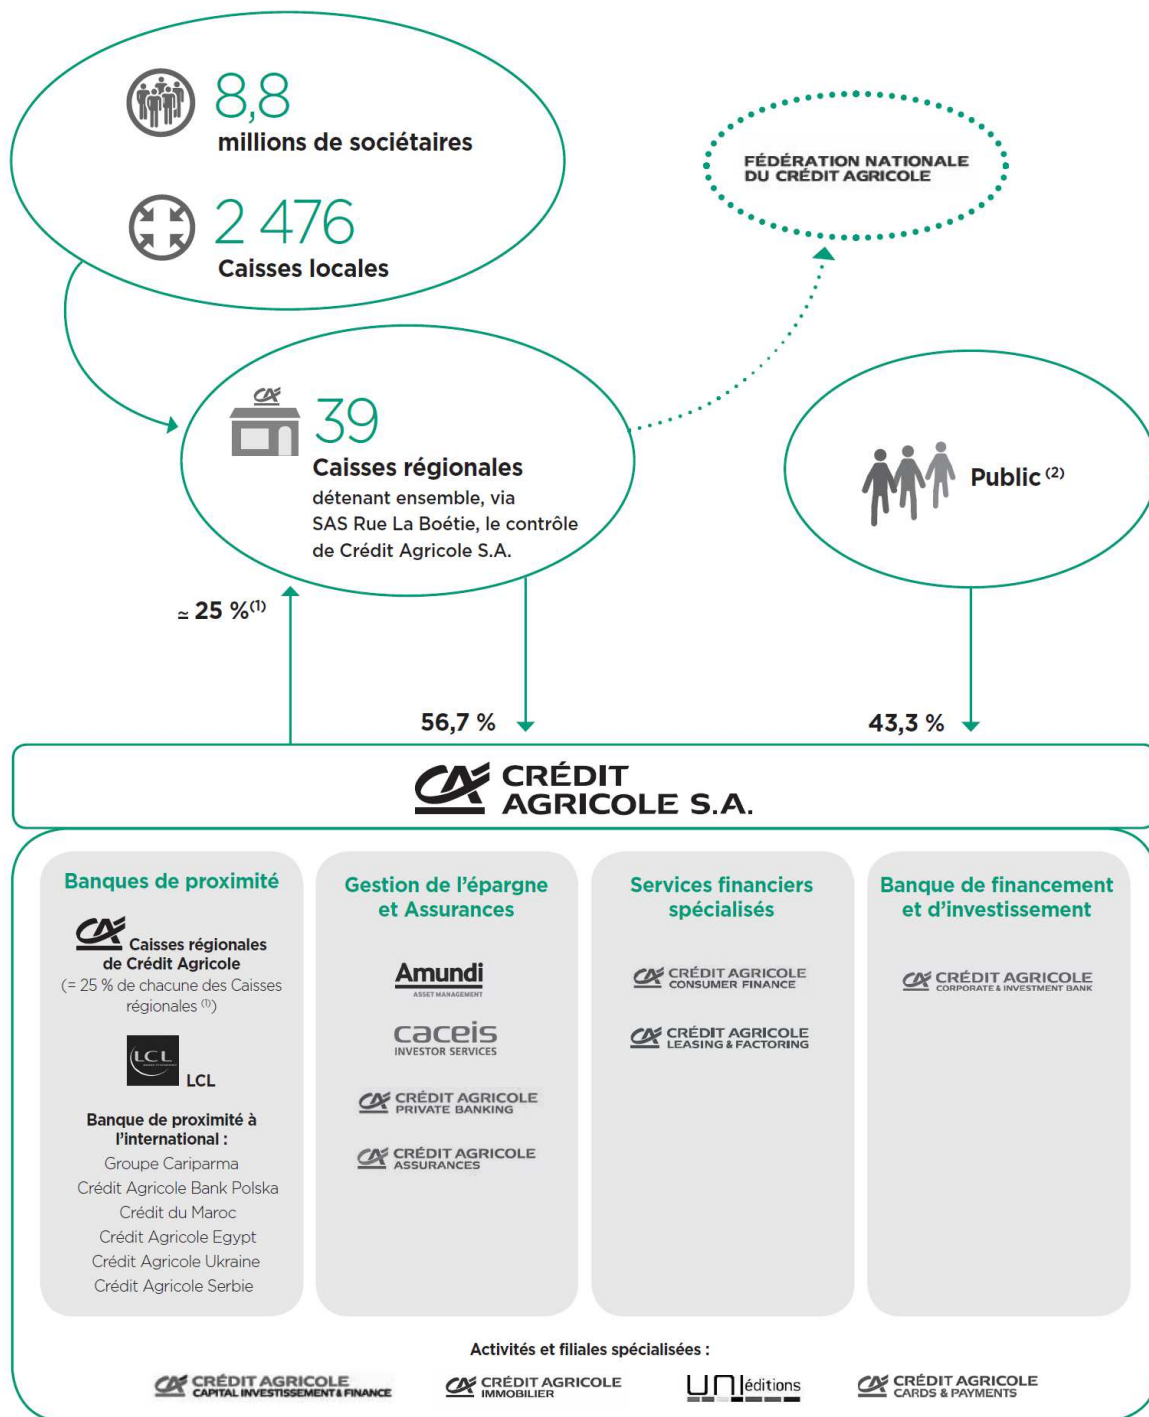 8,8
millions de sociétaires
2 476
Caisses locales
FÉDÉRATION NATIONALE
DU CRÉDIT AGRICOLE
39
Caisses régionales
détenant ensemble, via
SAS Rue La Boétie, le contrôle
de Crédit Agricole S.A.
Public (2)
≃ 25 %(1)
56,7 %
43,3 %
CRÉDIT
AGRICOLE S.A.
Banques de proximité
Caisses régionales
de Crédit Agricole
(= 25 % de chacune des Caisses
régionales (1))
LCL
LCL
Banque de proximité à
l’international :
Groupe Cariparma
Crédit Agricole Bank Polska
Crédit du Maroc
Crédit Agricole Egypt
Crédit Agricole Ukraine
Crédit Agricole Serbie
Gestion de l’épargne
et Assurances
Amundi
ASSET MANAGEMENT
caceis
INVESTOR SERVICES
CRÉDIT AGRICOLE
PRIVATE BANKING
CRÉDIT AGRICOLE
ASSURANCES
Services financiers
spécialisés
CRÉDIT AGRICOLE
CONSUMER FINANCE
CRÉDIT AGRICOLE
LEASING & FACTORING
Banque de financement
et d’investissement
CRÉDIT AGRICOLE
CORPORATE & INVESTMENT BANK
Activités et filiales spécialisées :
CRÉDIT AGRICOLE
CAPITAL INVESTISSEMENT & FINANCE
CRÉDIT AGRICOLE
IMMOBILIER
UNI éditions
CRÉDIT AGRICOLE
CARDS & PAYMENTS